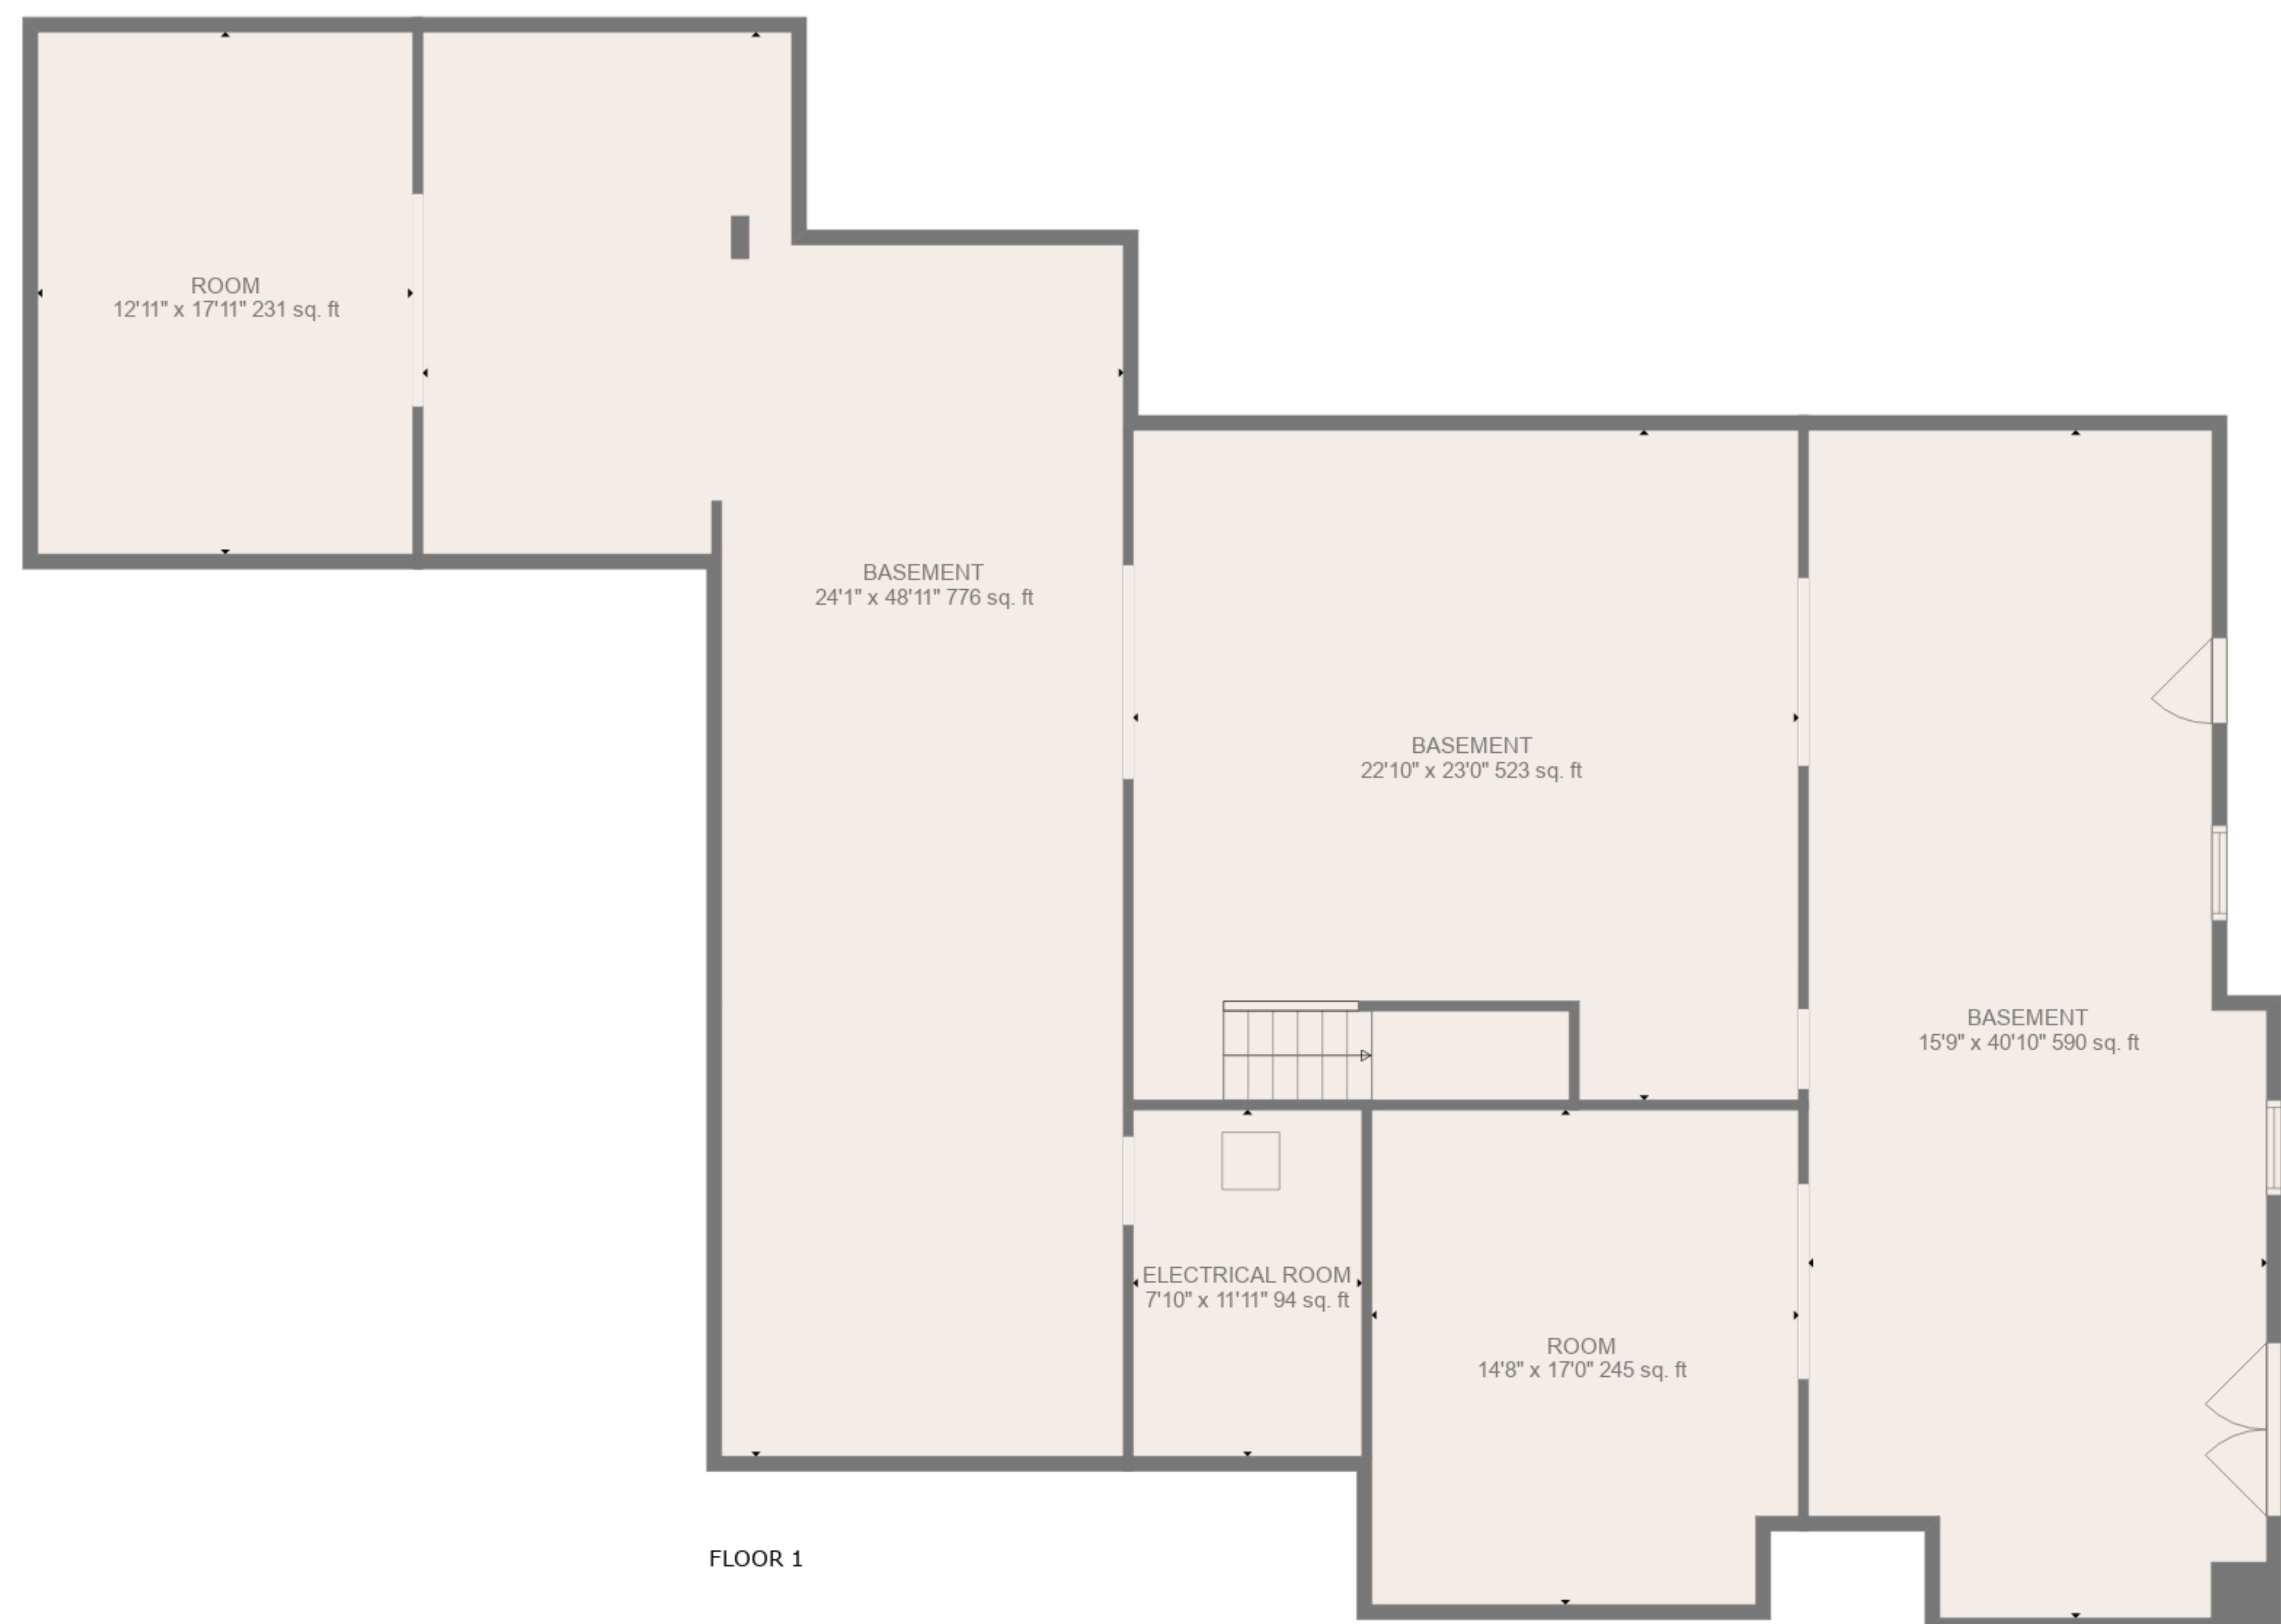 ROOM
12'11" x 17'11" 231 sq. ft
BASEMENT
24'1" x 48'11" 776 sq. ft
BASEMENT
22'10" x 23'0" 523 sq. ft
BASEMENT
15'9" x 40'10" 590 sq. ft
ELECTRICAL ROOM
7'10" x 11'11" 94 sq. ft
ROOM
14'8" x 17'0" 245 sq. ft
FLOOR 1